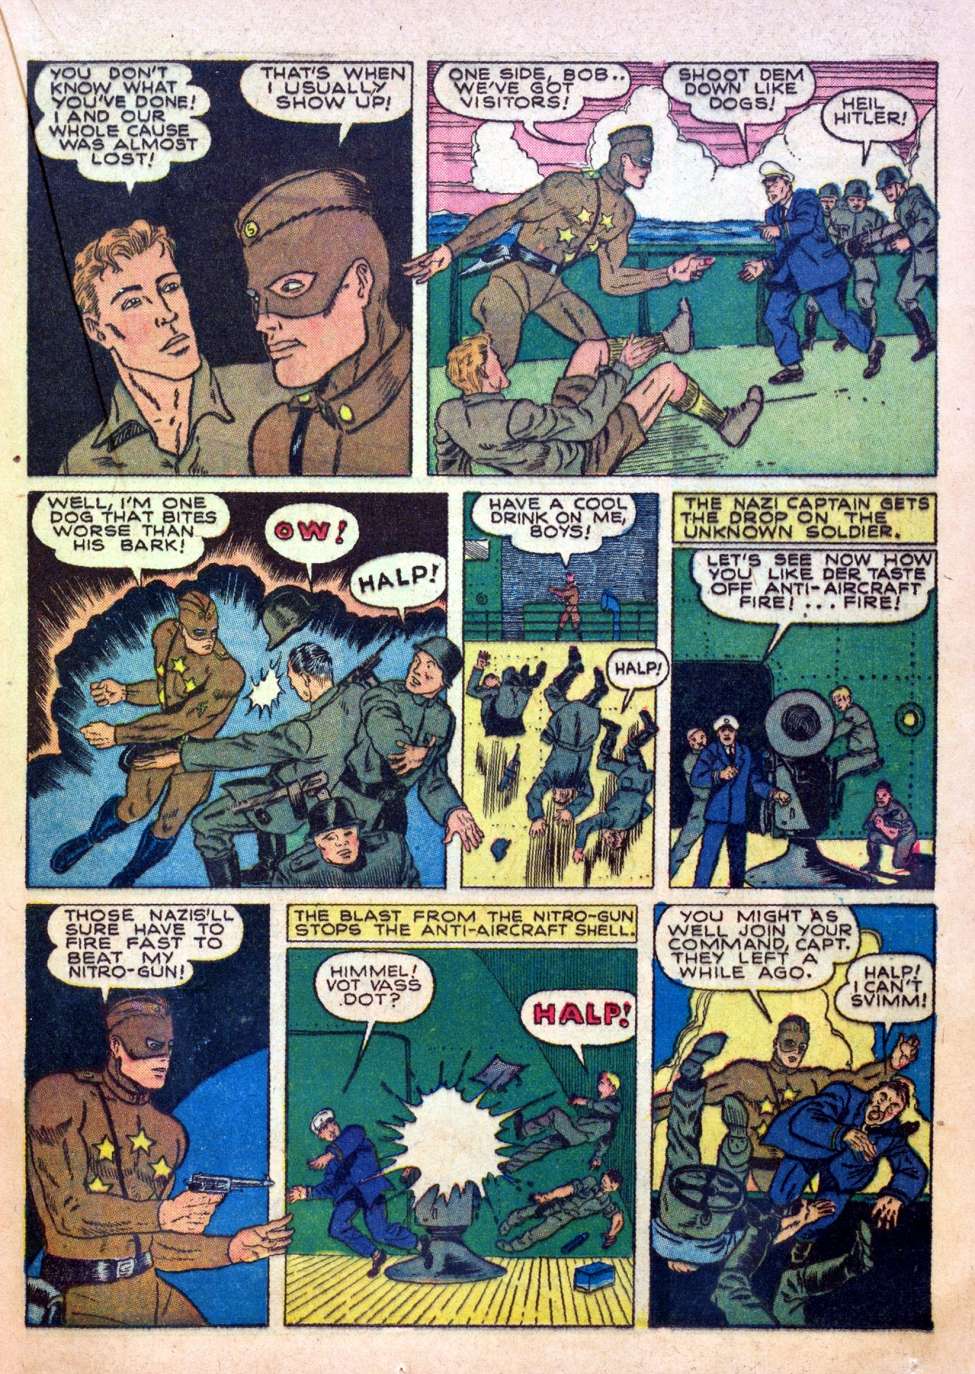 YOU DON'T
KNOW WHAT
YOU'VE DONE!
I AND OUR
WHOLE CAUSE
WAS ALMOST
LOST!
THAT'S WHEN
I USUALLY
SHOW UP!
S
ONE SIDE, BOB..
WE'VE GOT
VISITORS!
SHOOT DEM
DOWN LIKE
DOGS!
HEIL
HITLER!
WELL, I'M ONE
DOG THAT BITES
WORSE THAN
HIS BARK!
OW!
HALP!
HAVE A COOL
DRINK ON ME,
BOYS!
HALP!
THE NAZI CAPTAIN GETS
THE DROP ON THE
UNKNOWN SOLDIER.
LET'S SEE NOW HOW
YOU LIKE DER TASTE
OFF ANTI-AIRCRAFT
FIRE! ... FIRE!
THOSE NAZIS'LL
SURE HAVE TO
FIRE FAST TO
BEAT MY
NITRO-GUN!
THE BLAST FROM THE NITRO-GUN
STOPS THE ANTI-AIRCRAFT SHELL.
HIMMEL!
VOT VASS
DOT?
HALP!
YOU MIGHT AS
WELL JOIN YOUR
COMMAND, CAPT.
THEY LEFT A
WHILE AGO.
HALP!
I CAN'T
SVIMM!